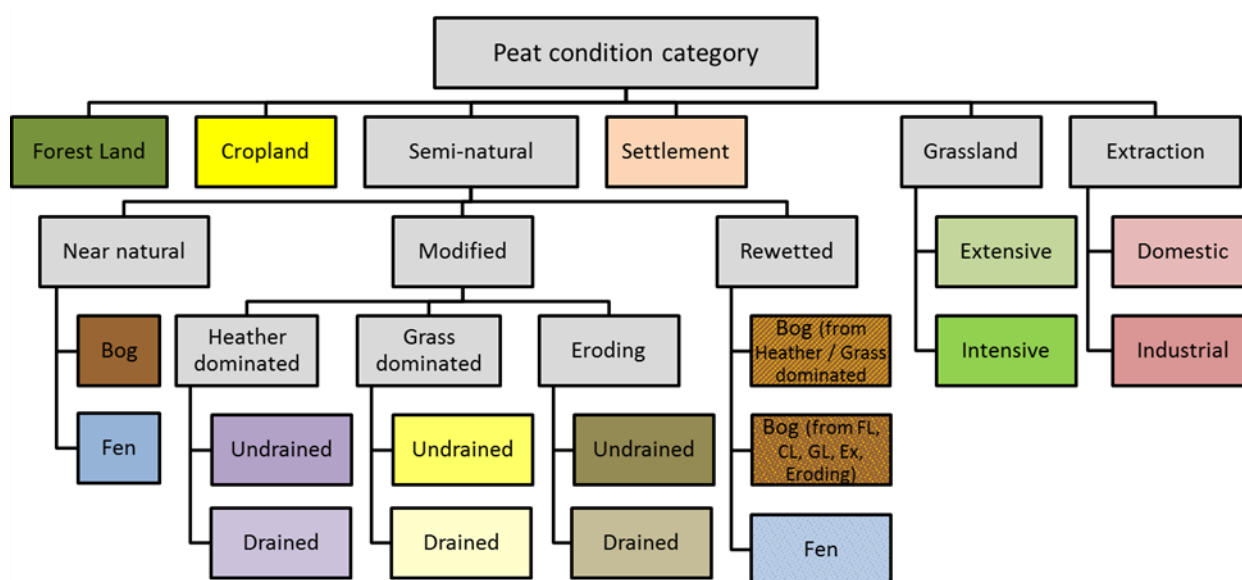 Peat condition category
Forest Land
Cropland
Semi-natural
Settlement
Grassland
Extraction
Near natural
Modified
Rewetted
Extensive
Domestic
Bog
Heather
dominated
Grass
dominated
Eroding
Bog (from
Heather / Grass
dominated
Intensive
Industrial
Fen
Undrained
Undrained
Undrained
Bog (from FL,
CL, GL, Ex,
Eroding)
Drained
Drained
Drained
Fen